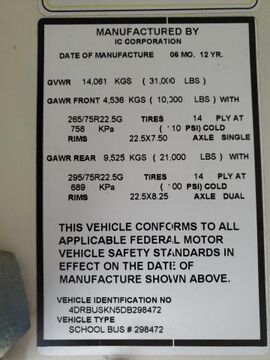 MANUFACTURED BY
IC CORPORATION
DATE OF MANUFACTURE 06 MO. 12 YR.
GVWR 14,061 KGS ( 31,000 LBS )
GAWR FRONT 4,536 KGS ( 10,000 LBS ) WITH
265/75R22.5G TIRES 14 PLY AT
758 KPa ( 110 PSI) COLD
RIMS 22.5X7.50 AXLE SINGLE
GAWR REAR 9,525 KGS ( 21,000 LBS ) WITH
295/75R22.5G TIRES 14 PLY AT
689 KPa ( 100 PSI) COLD
RIMS 22.5X8.25 AXLE DUAL
THIS VEHICLE CONFORMS TO ALL
APPLICABLE FEDERAL MOTOR
VEHICLE SAFETY STANDARDS IN
EFFECT ON THE DATE OF
MANUFACTURE SHOWN ABOVE.
VEHICLE IDENTIFICATION NO
4DRBUSKN5DB298472
VEHICLE TYPE
SCHOOL BUS # 298472